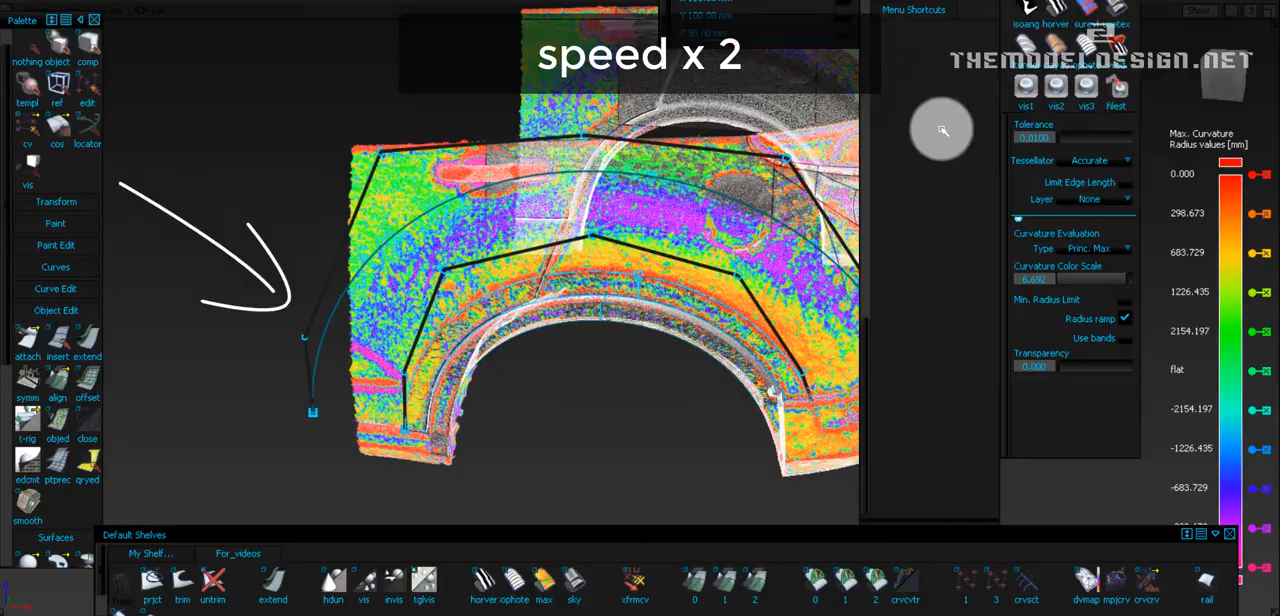 Palette
nothing object comp
templ ref edit
cv cos locator
vis
Transform
Paint
Paint Edit
Curves
Curve Edit
Object Edit
attach insert extend
symm align offset
t-rig objed close
edcmt ptprec qryed
smooth
Surfaces
speed x 2
Menu Shortcuts
isoang horver surevl
vis1 vis2 vis3 filest
Tolerance
0.0100
Tessellator Accurate
Limit Edge Length
Layer None
Curvature Evaluation
Type Princ. Max
Curvature Color Scale
6.692
Min. Radius Limit
Radius ramp
Use bands
Transparency
0.000
Show
THEMODELDESIGN.NET
Max. Curvature
Radius values [mm]
0.000
298.673
683.729
1226.435
2154.197
flat
-2154.197
-1226.435
-683.729
Default Shelves
My Shelf... For_videos
prjct trim untrim extend hdun vis invis tglvis horver isophote max sky xfrmcv 0 1 2 0 1 2 crvcvtr 1 3 crvsct dvmap mpjcrv crvcrv rail